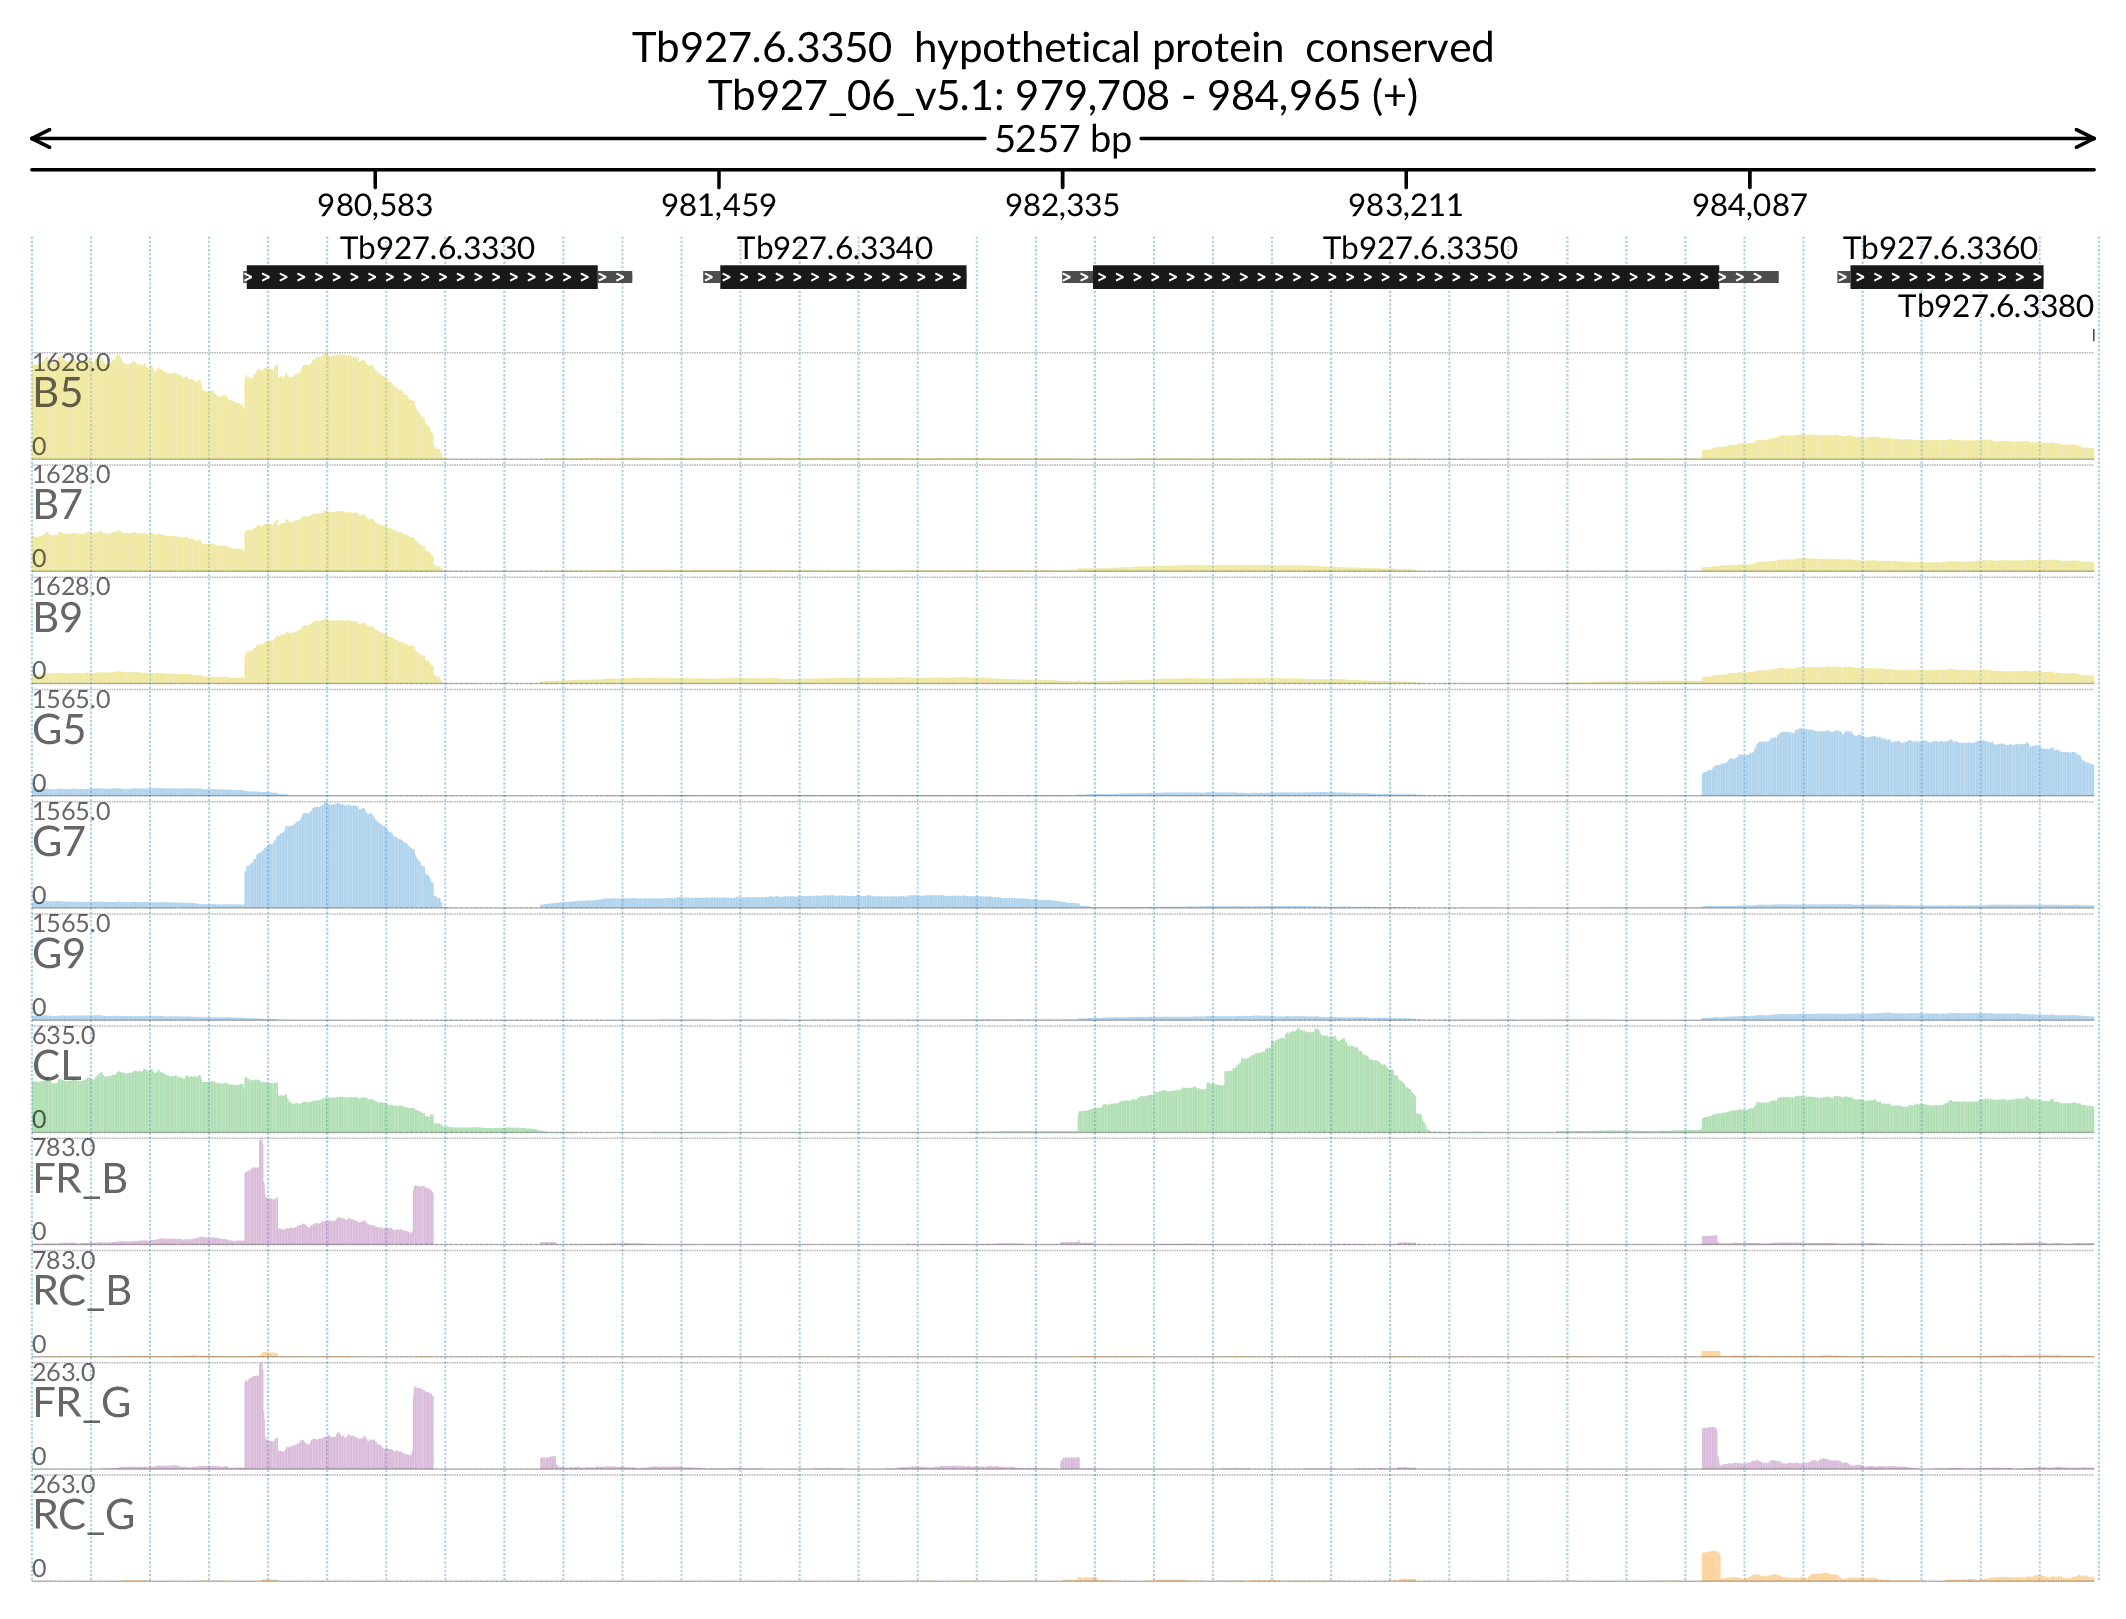 Tb927.6.3350 hypothetical protein conserved
Tb927_06_v5.1: 979,708 - 984,965 (+)
5257 bp
980,583 981,459 982,335 983,211 984,087
Tb927.6.3330 Tb927.6.3340 Tb927.6.3350 Tb927.6.3360
Tb927.6.3380
1628.0
B5
0
1628.0
B7
0
1628.0
B9
0
1565.0
G5
0
1565.0
G7
0
1565.0
G9
0
635.0
CL
0
783.0
FR_B
0
783.0
RC_B
0
263.0
FR_G
0
263.0
RC_G
0